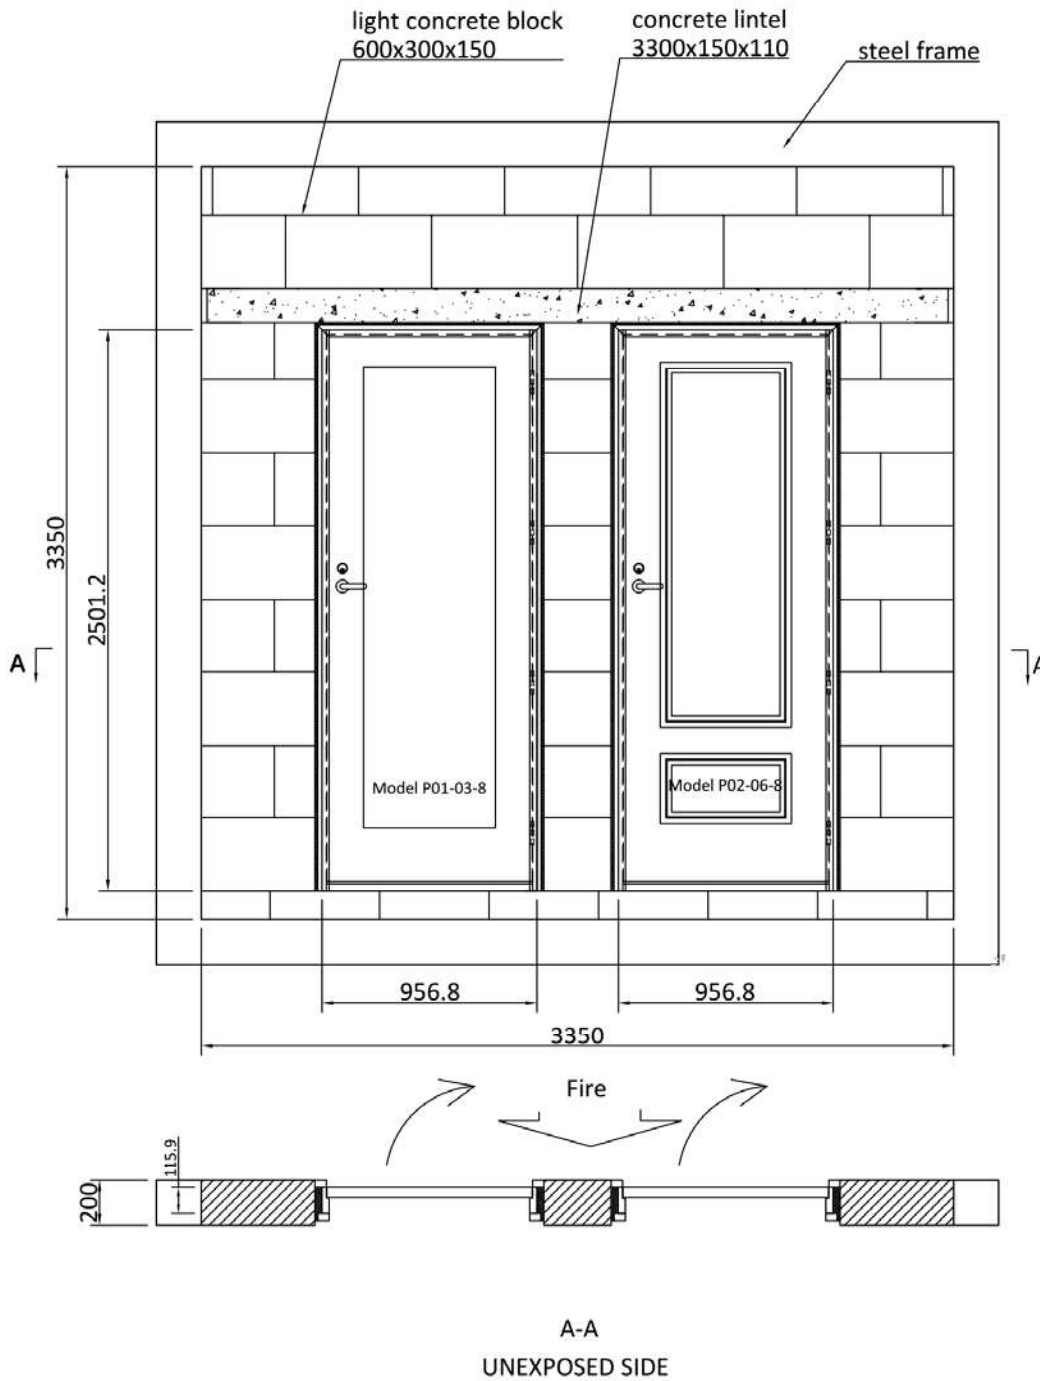 light concrete block
600x300x150
concrete lintel
3300x150x110
steel frame
3350
2501.2
A
A
Model P01-03-8
Model P02-06-8
956.8
956.8
3350
Fire
115.9
200
A-A
UNEXPOSED SIDE